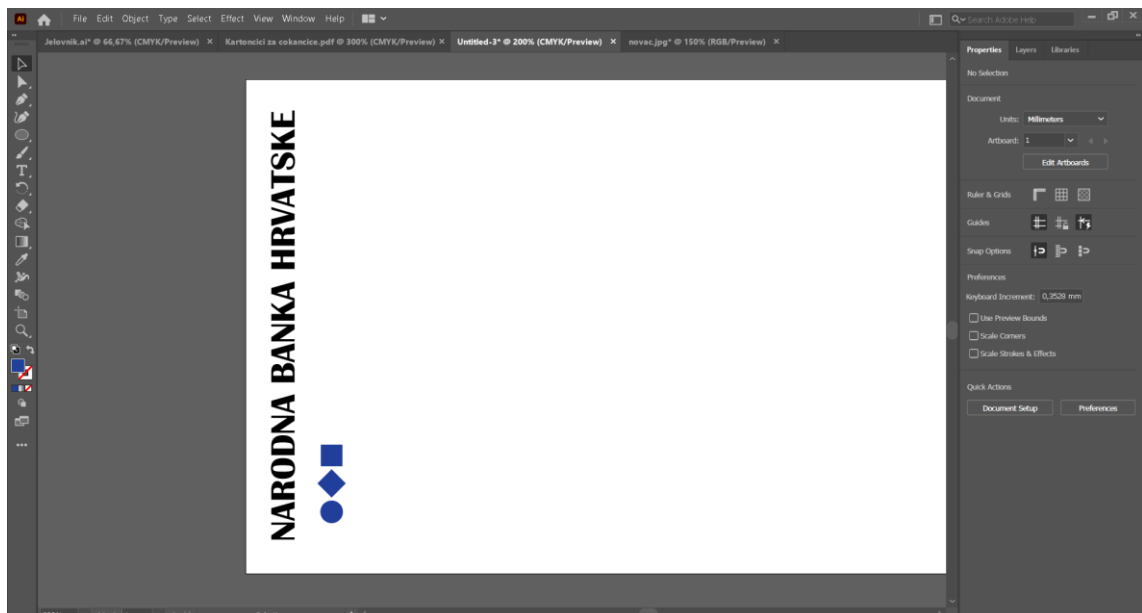 Ai File Edit Object Type Select Effect View Window Help Search Adobe Help
Jelovnik.ai* @ 66,67% (CMYK/Preview) × Kartoncici za cokancice.pdf @ 300% (CMYK/Preview) × Untitled-3* @ 200% (CMYK/Preview) × novac.jpg* @ 150% (RGB/Preview) ×
Properties Layers Libraries
No Selection
Document
Units: Millimeters
Artboard: 1
Edit Artboards
Ruler & Grids
Guides
Snap Options
Preferences
Keyboard Increment: 0,3528 mm
Use Preview Bounds
Scale Corners
Scale Strokes & Effects
Quick Actions
Document Setup Preferences
NARODNA BANKA HRVATSKE